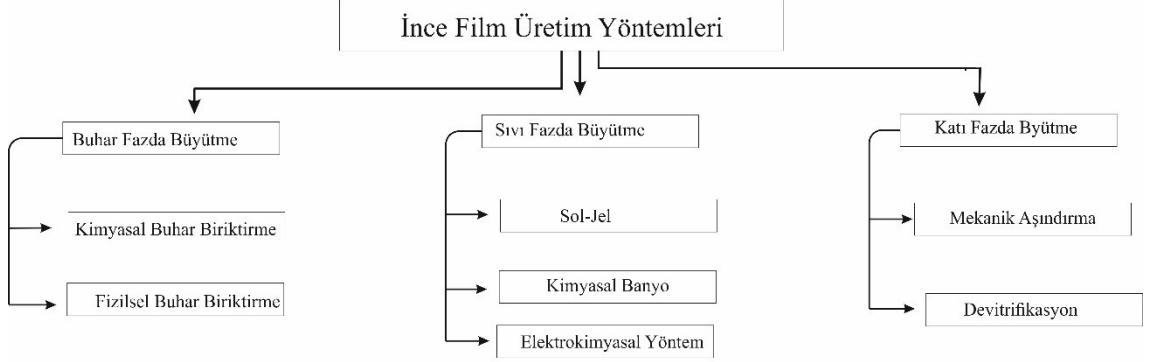 İnce Film Üretim Yöntemleri
Buhar Fazda Büyütme
Kimyasal Buhar Biriktirme
Fizilsel Buhar Biriktirme
Sıvı Fazda Büyütme
Sol-Jel
Kimyasal Banyo
Elektrokimyasal Yöntem
Katı Fazda Byütme
Mekanik Aşındırma
Devitrifikasyon